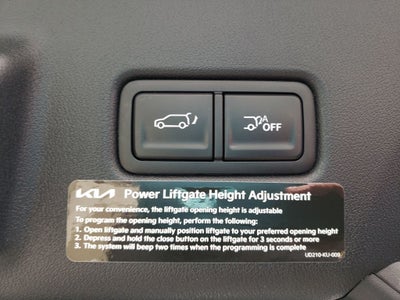 A
OFF
KIA Power Liftgate Height Adjustment
For your convenience, the liftgate opening height is adjustable
To program the opening height, perform the following:
1. Open liftgate and manually position liftgate to your preferred opening height
2. Depress and hold the close button on the liftgate for 3 seconds or more
3. The system will beep two times when the programming is complete
UD210-KU-000